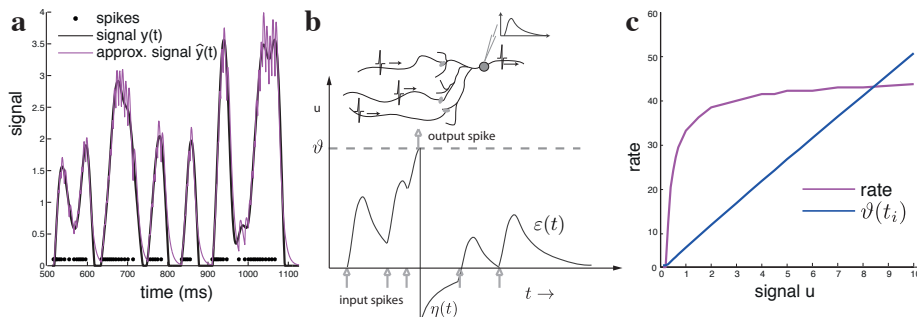 a
spikes
signal y(t)
approx. signal ŷ(t)
signal
4
3.5
3
2.5
2
1.5
1
0.5
0
500 600 700 800 900 1000 1100
time (ms)
b
u
ϑ
output spike
ε(t)
input spikes
η(t)
t →
c
rate
60
50
40
30
20
10
0
rate
ϑ(tᵢ)
0 1 2 3 4 5 6 7 8 9 10
signal u